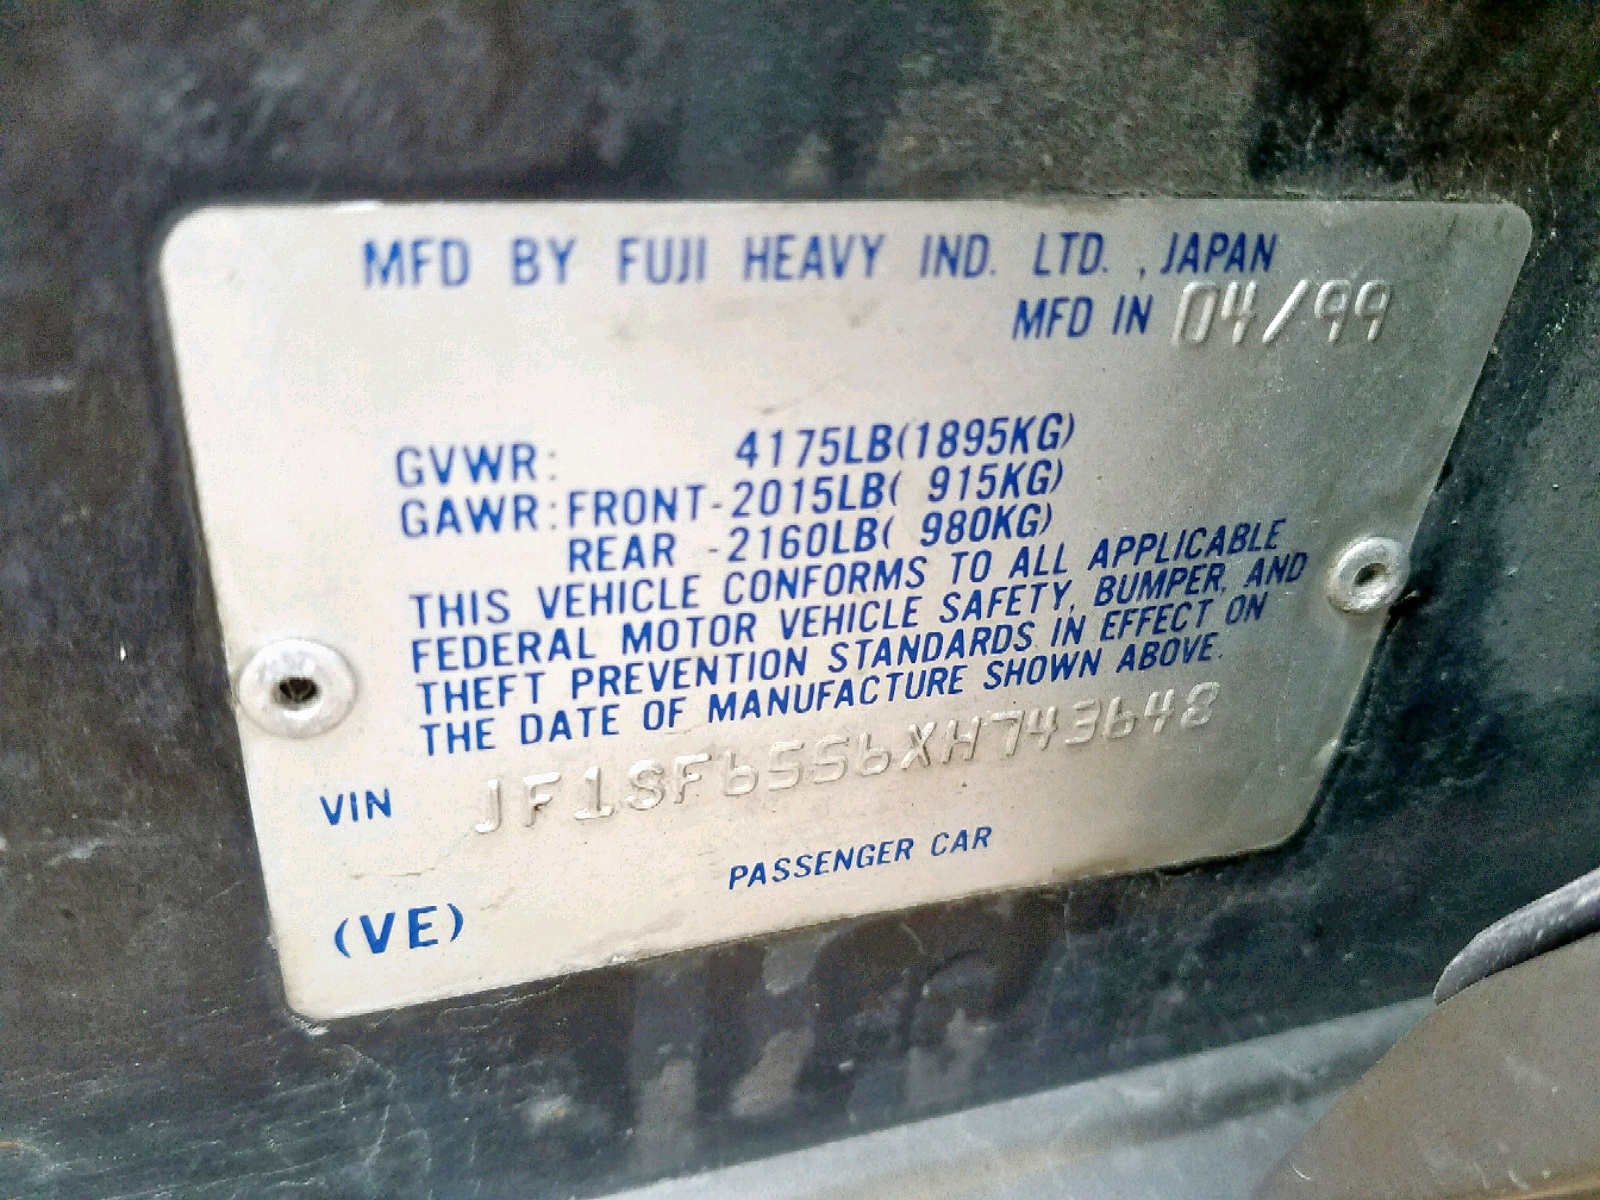 MFD BY FUJI HEAVY IND. LTD. , JAPAN
MFD IN 04/99
GVWR: 4175LB(1895KG)
GAWR:FRONT-2015LB( 915KG)
REAR -2160LB( 980KG)
THIS VEHICLE CONFORMS TO ALL APPLICABLE
FEDERAL MOTOR VEHICLE SAFETY, BUMPER, AND
THEFT PREVENTION STANDARDS IN EFFECT ON
THE DATE OF MANUFACTURE SHOWN ABOVE.
VIN JF1SF6556XH743648
PASSENGER CAR
(VE)